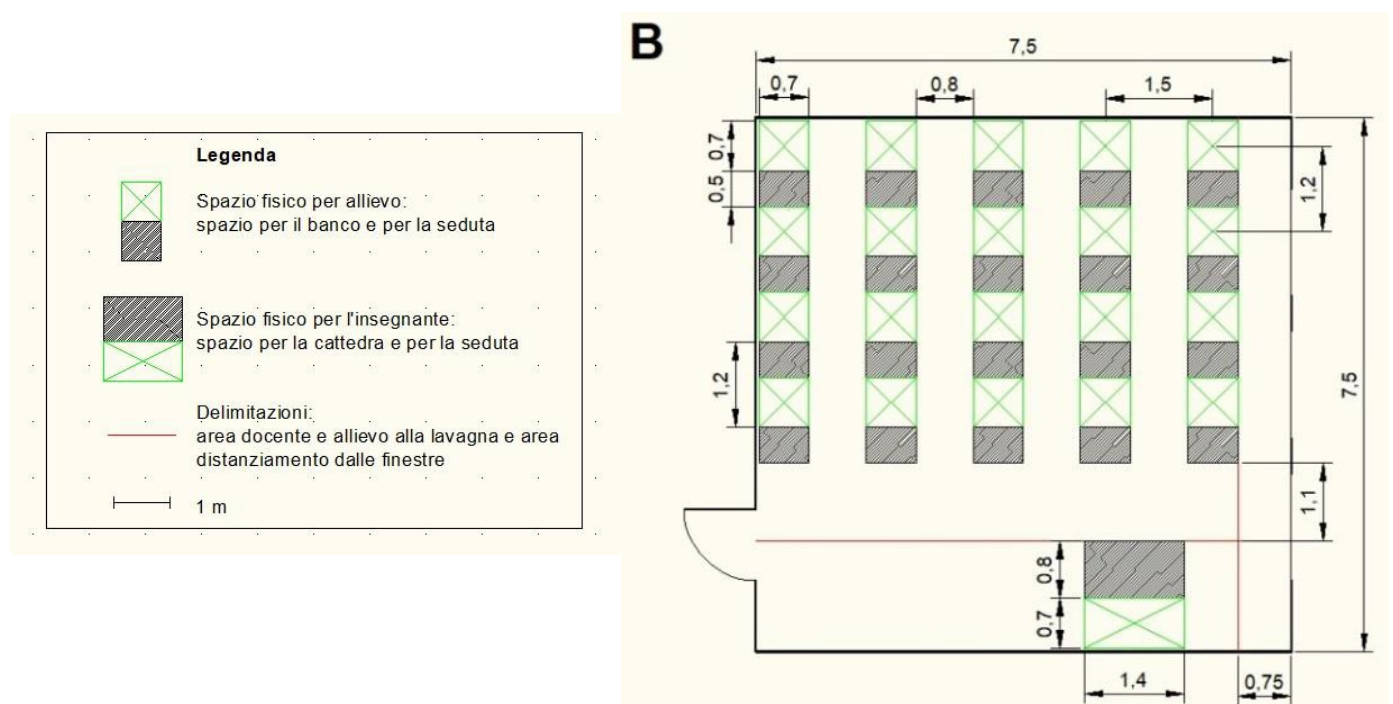 Legenda
Spazio fisico per allievo:
spazio per il banco e per la seduta
Spazio fisico per l'insegnante:
spazio per la cattedra e per la seduta
Delimitazioni:
area docente e allievo alla lavagna e area
distanziamento dalle finestre
1 m
B
7,5
0,7
0,8
1,5
0,7
0,5
1,2
1,2
7,5
1,1
0,8
0,7
1,4
0,75